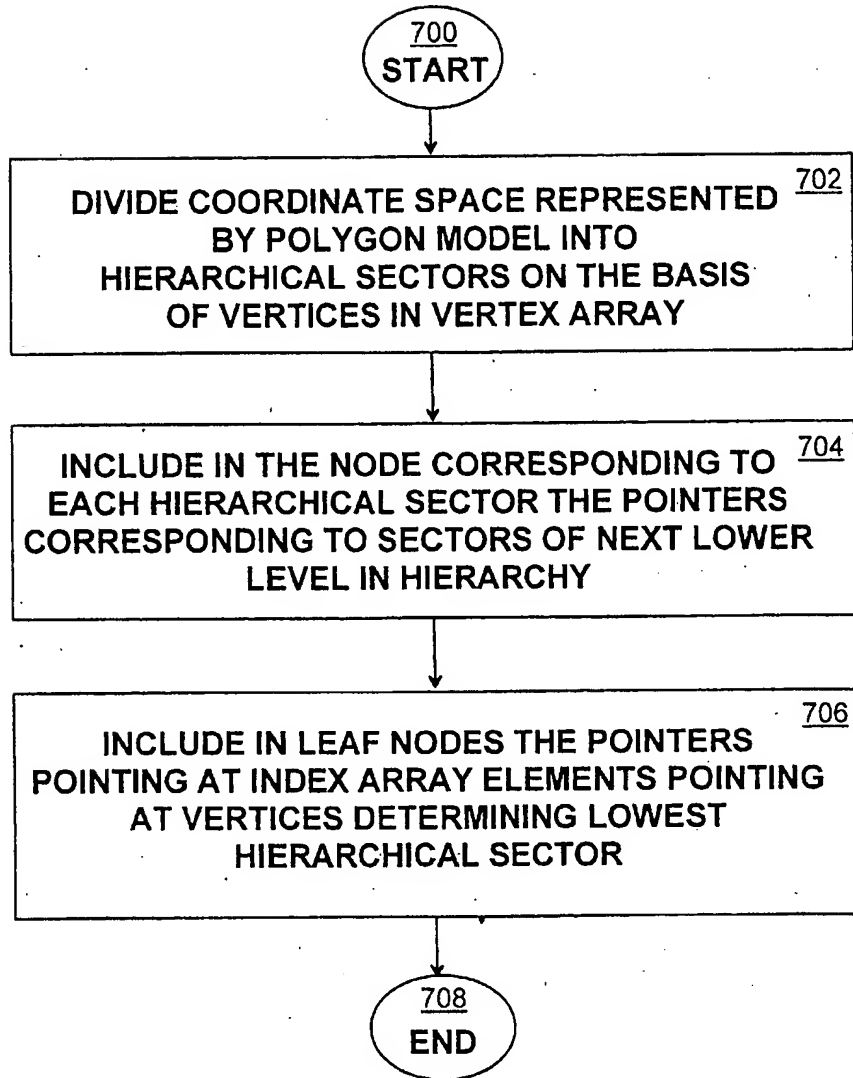 700
START
702
DIVIDE COORDINATE SPACE REPRESENTED
BY POLYGON MODEL INTO
HIERARCHICAL SECTORS ON THE BASIS
OF VERTICES IN VERTEX ARRAY
704
INCLUDE IN THE NODE CORRESPONDING TO
EACH HIERARCHICAL SECTOR THE POINTERS
CORRESPONDING TO SECTORS OF NEXT LOWER
LEVEL IN HIERARCHY
706
INCLUDE IN LEAF NODES THE POINTERS
POINTING AT INDEX ARRAY ELEMENTS POINTING
AT VERTICES DETERMINING LOWEST
HIERARCHICAL SECTOR
708
END